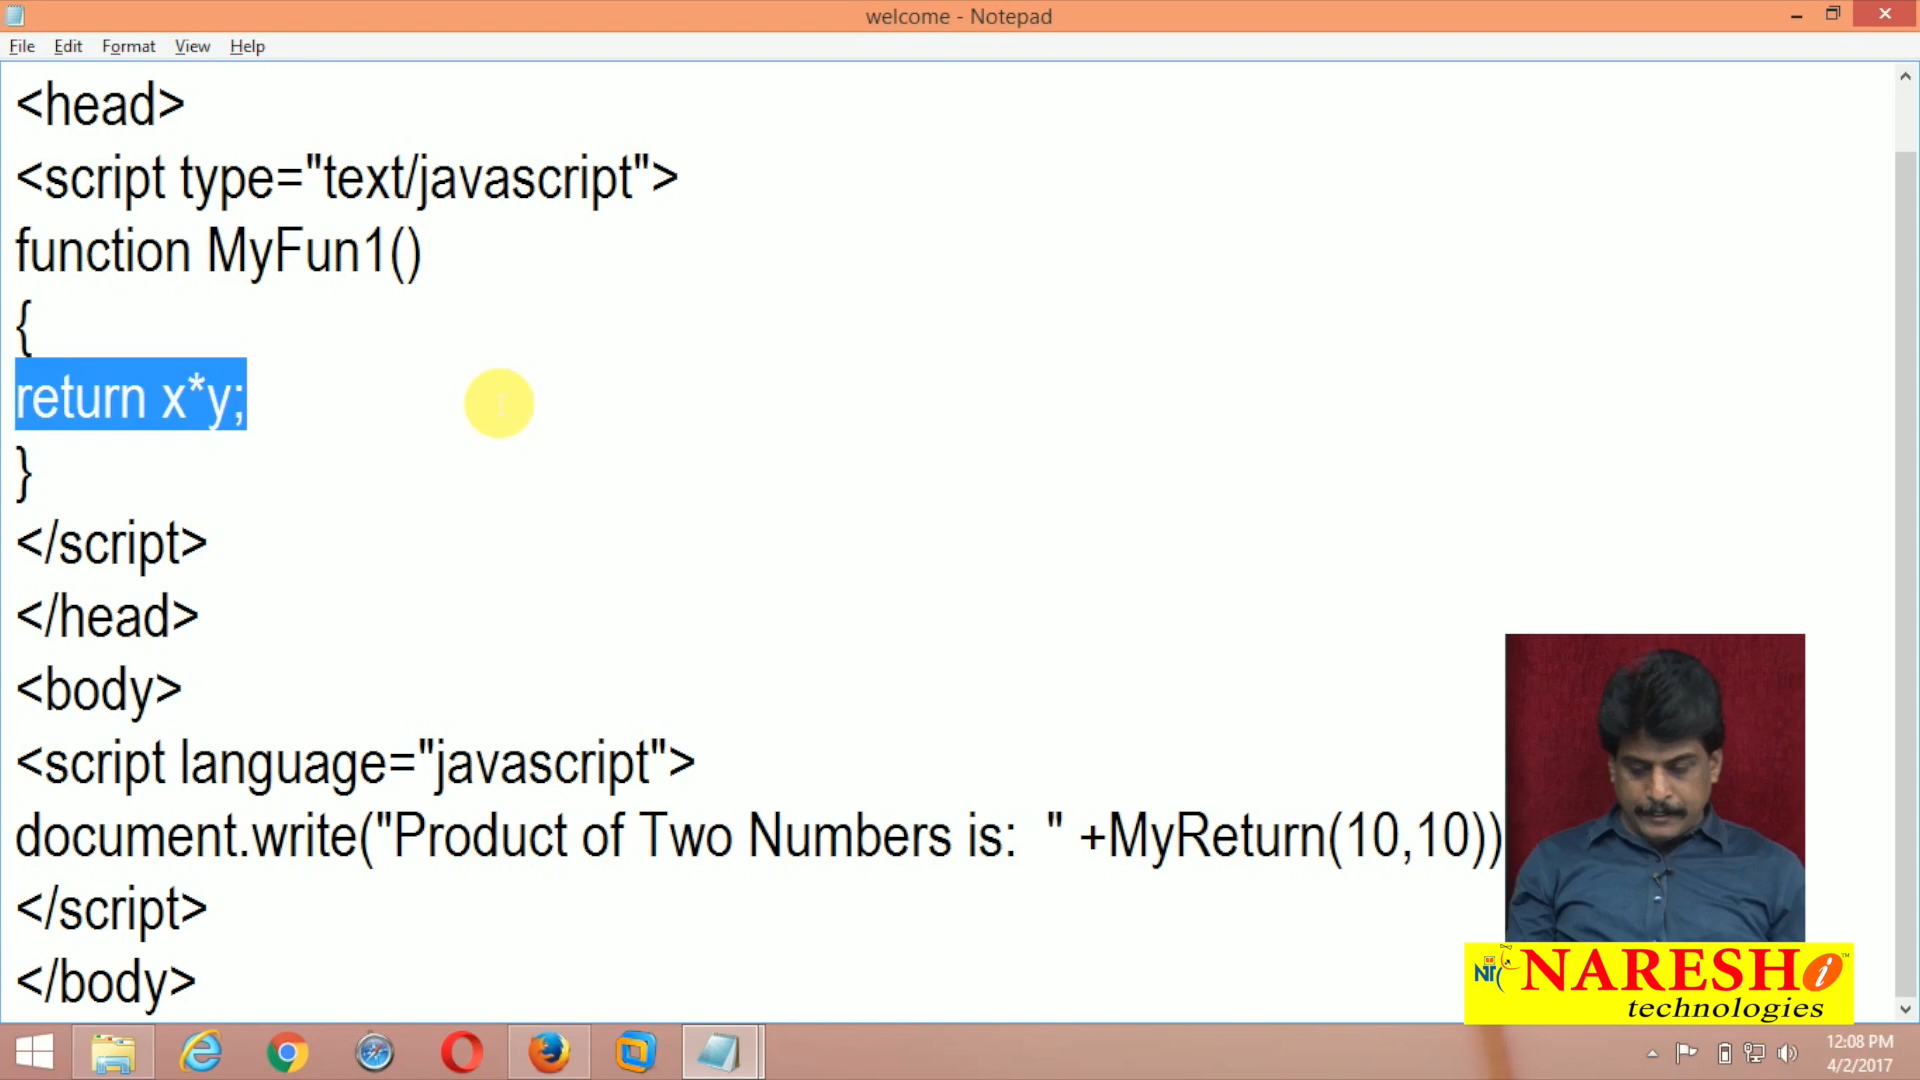 welcome - Notepad
File Edit Format View Help
<head>
<script type="text/javascript">
function MyFun1()
{
return x*y;
}
</script>
</head>
<body>
<script language="javascript">
document.write("Product of Two Numbers is:  " +MyReturn(10,10))
</script>
</body>
NARESH i ™
technologies
12:08 PM
4/2/2017